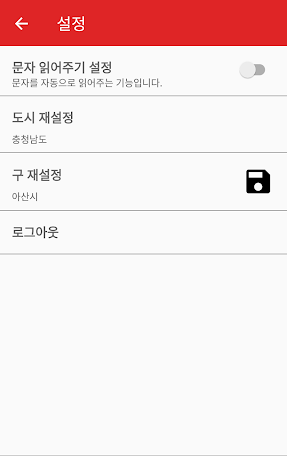 설정
문자 읽어주기 설정
문자를 자동으로 읽어주는 기능입니다.
도시 재설정
충청남도
구 재설정
아산시
로그아웃